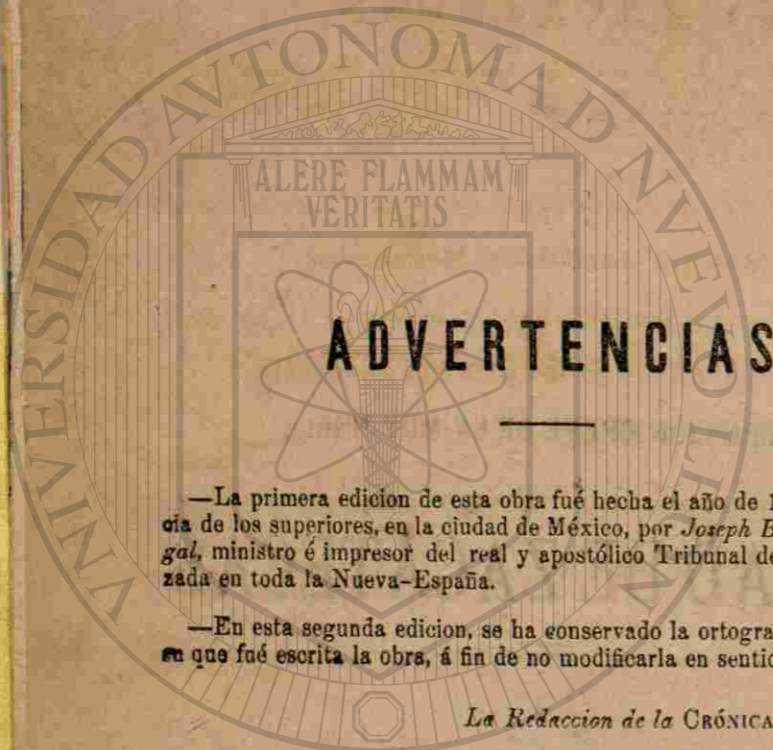 UNIVERSIDAD AUTONOMA D NUEVO LE
ALERE FLAMMAM
VERITATIS
ADVERTENCIAS
—La primera edicion de esta obra fué hecha el año de 1
cia de los superiores, en la ciudad de México, por Joseph B
gal, ministro é impresor del real y apostólico Tribunal de
zada en toda la Nueva-España.
—En esta segunda edicion, se ha conservado la ortogra
en que fué escrita la obra, á fin de no modificarla en sentid
La Redaccion de la CRÓNICA